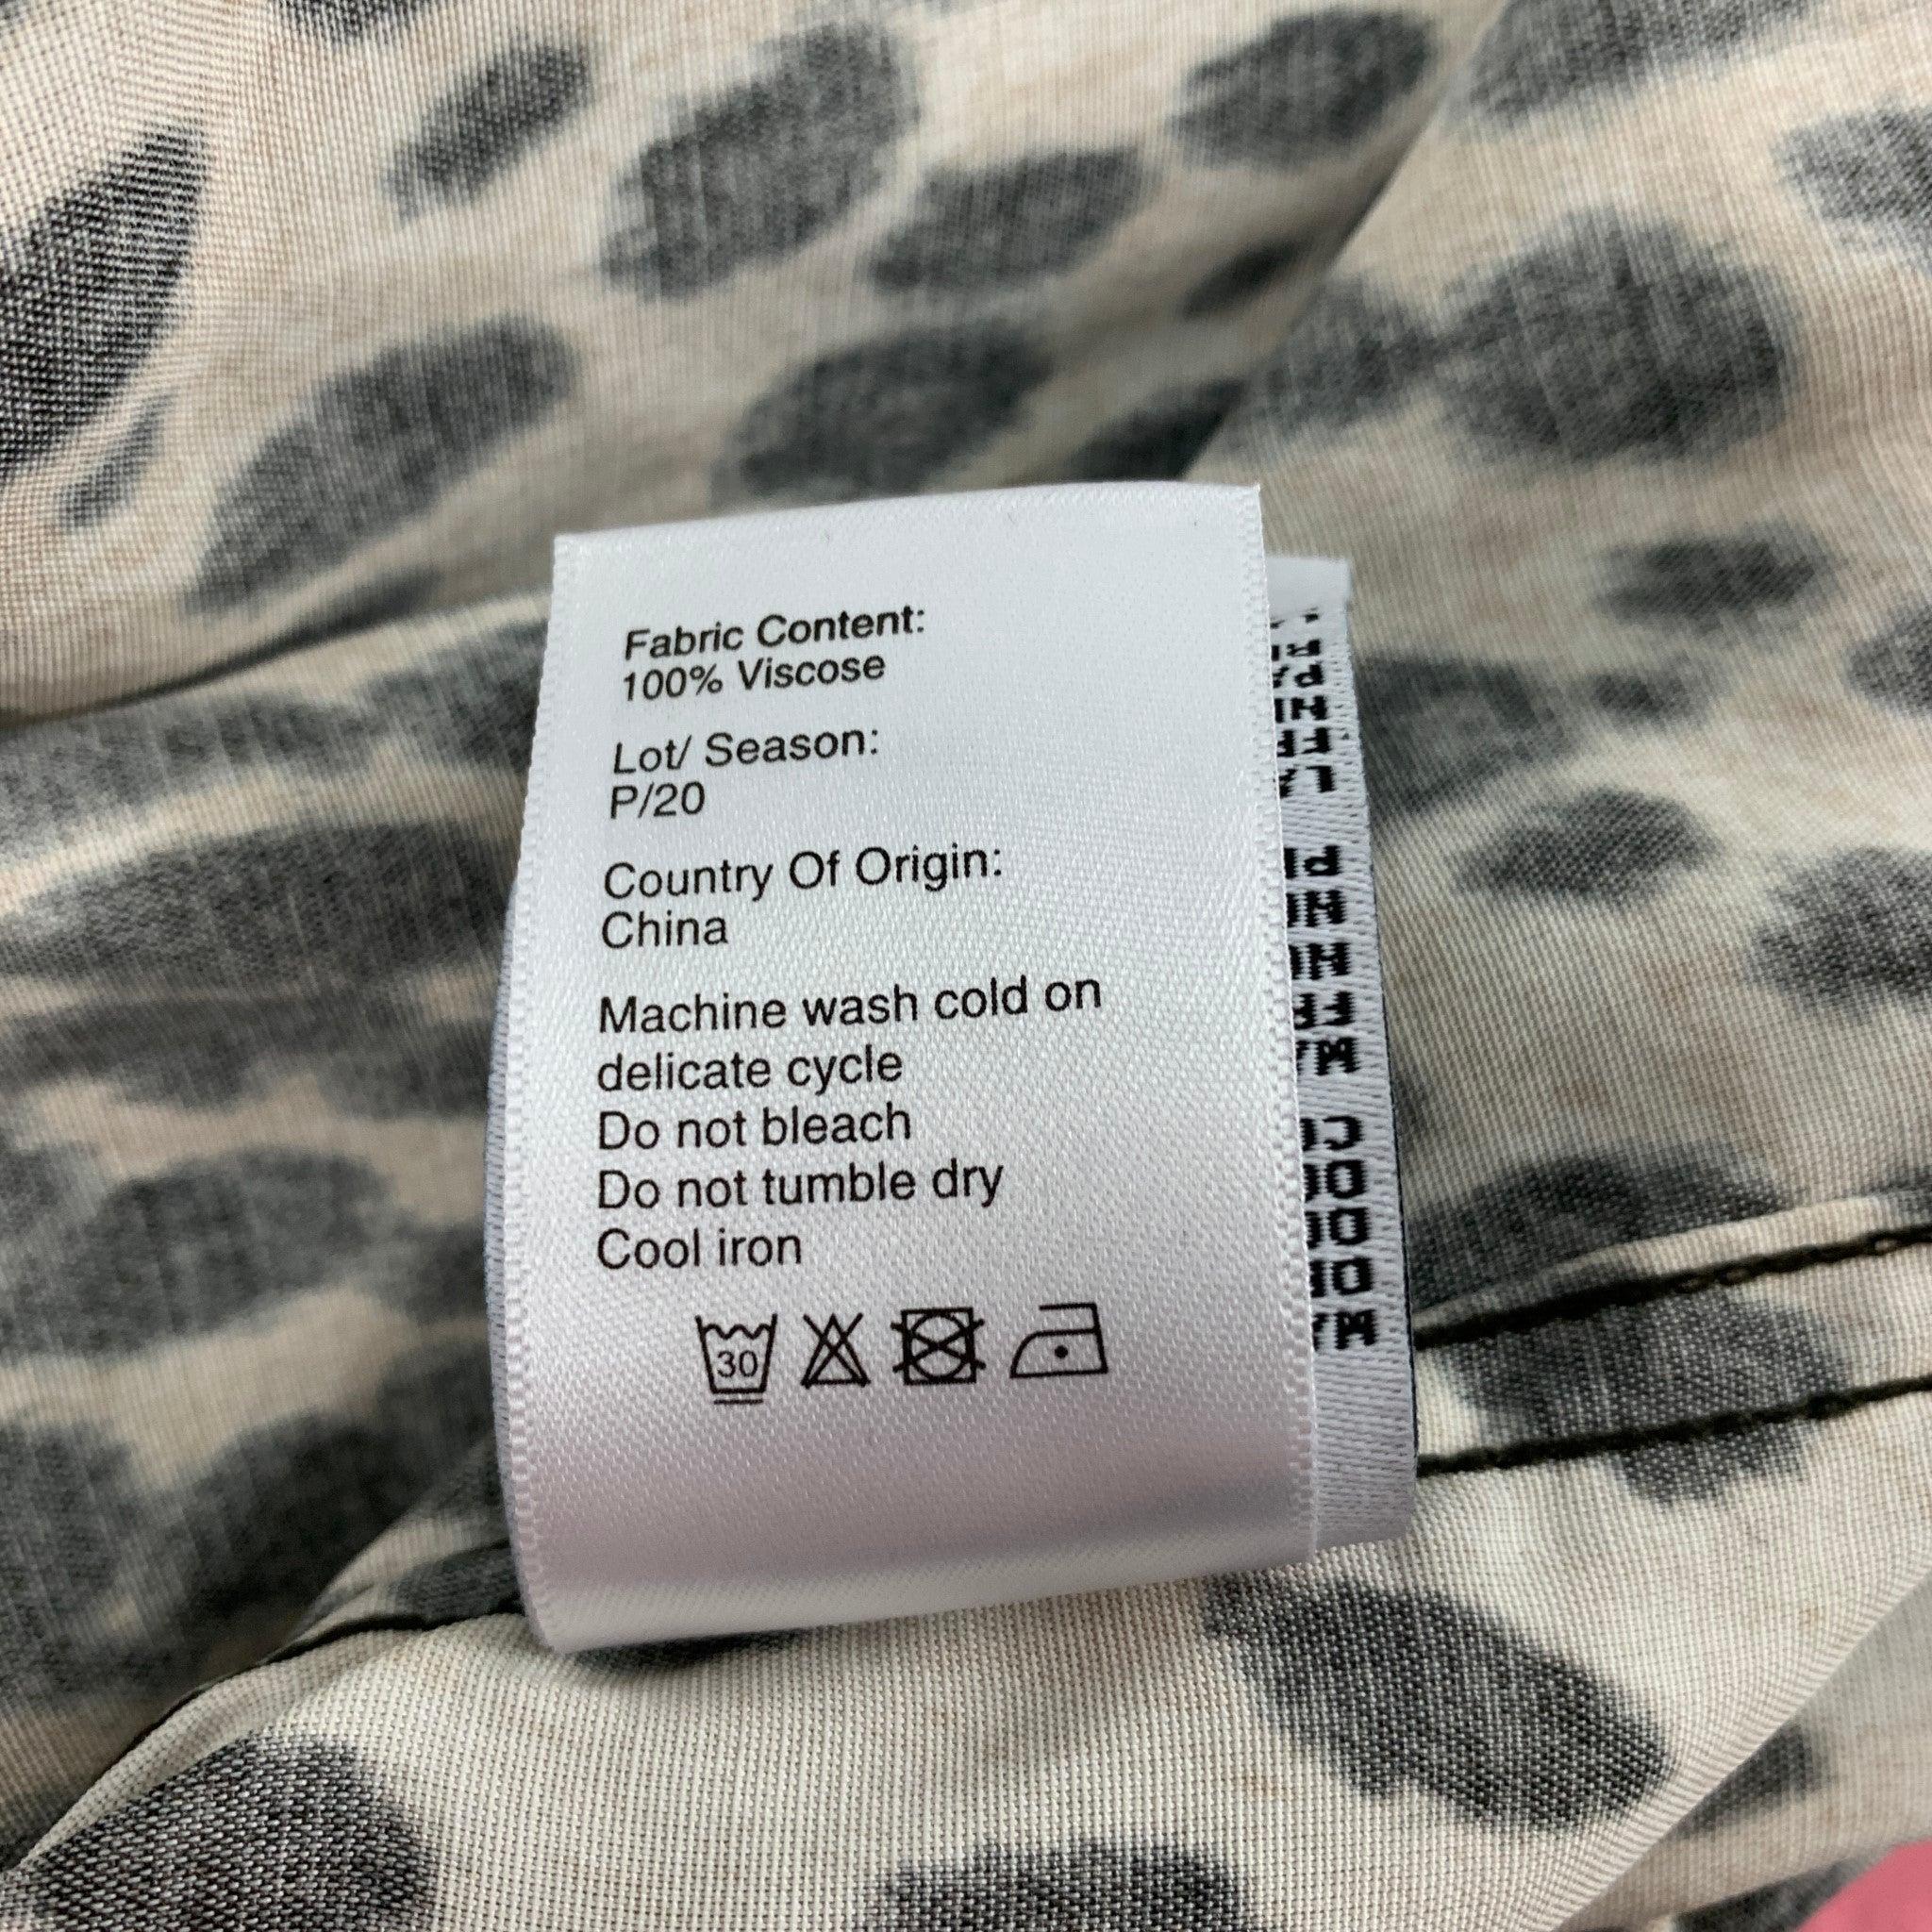 Fabric Content:
100% Viscose
Lot/ Season:
P/20
Country Of Origin:
China
Machine wash cold on
delicate cycle
Do not bleach
Do not tumble dry
Cool iron
30